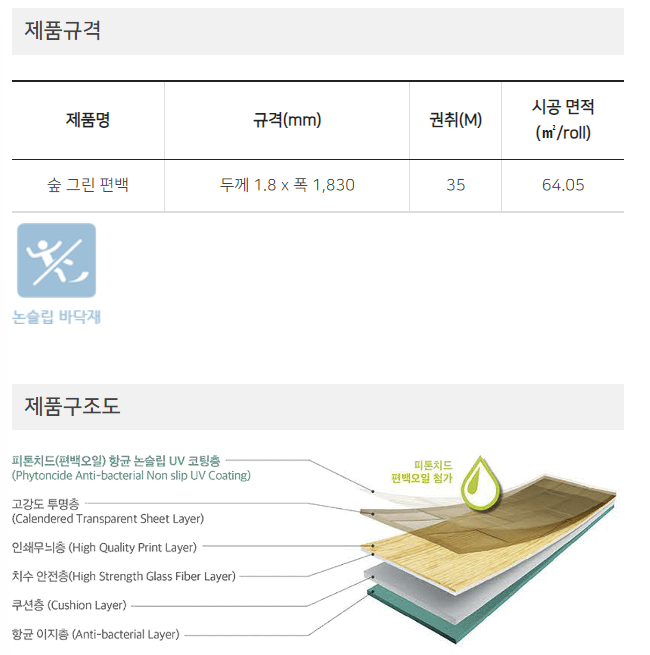 제품규격
제품명 규격(mm) 권취(M) 시공 면적
(㎡/roll)
숲 그린 편백 두께 1.8 x 폭 1,830 35 64.05
논슬립 바닥재
제품구조도
피톤치드(편백오일) 항균 논슬립 UV 코팅층
(Phytoncide Anti-bacterial Non slip UV Coating)
피톤치드
편백오일 첨가
고강도 투명층
(Calendered Transparent Sheet Layer)
인쇄무늬층 (High Quality Print Layer)
치수 안전층(High Strength Glass Fiber Layer)
쿠션층 (Cushion Layer)
항균 이지층 (Anti-bacterial Layer)